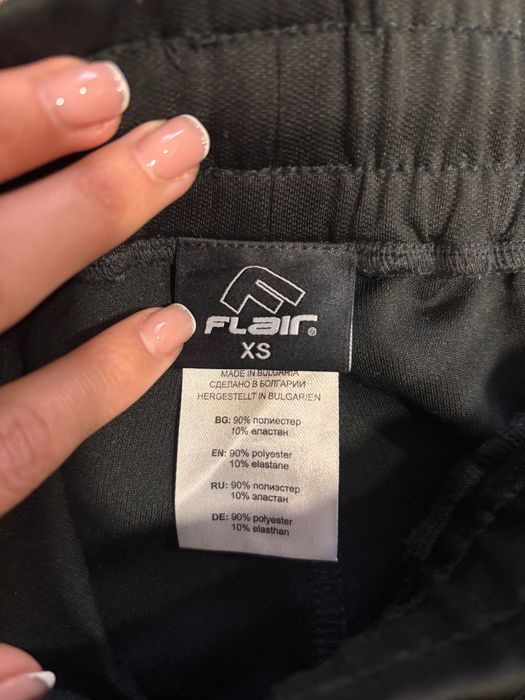 FLAIR®
XS
MADE IN BULGARIA
СДЕЛАНО В БОЛГАРИИ
HERGESTELLT IN BULGARIEN
BG: 90% полиестер
10% еластан
EN: 90% polyester
10% elastane
RU: 90% полиэстер
10% эластан
DE: 90% polyester
10% elasthan